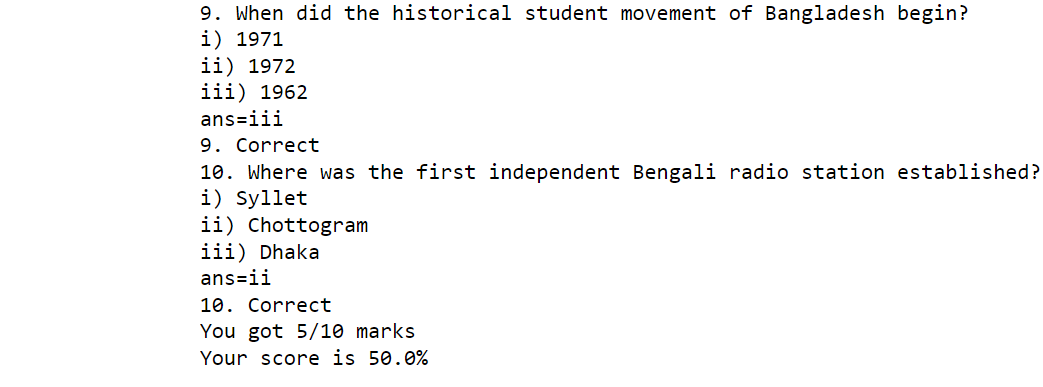 9. When did the historical student movement of Bangladesh begin?
i) 1971
ii) 1972
iii) 1962
ans=iii
9. Correct
10. Where was the first independent Bengali radio station established?
i) Syllet
ii) Chottogram
iii) Dhaka
ans=ii
10. Correct
You got 5/10 marks
Your score is 50.0%